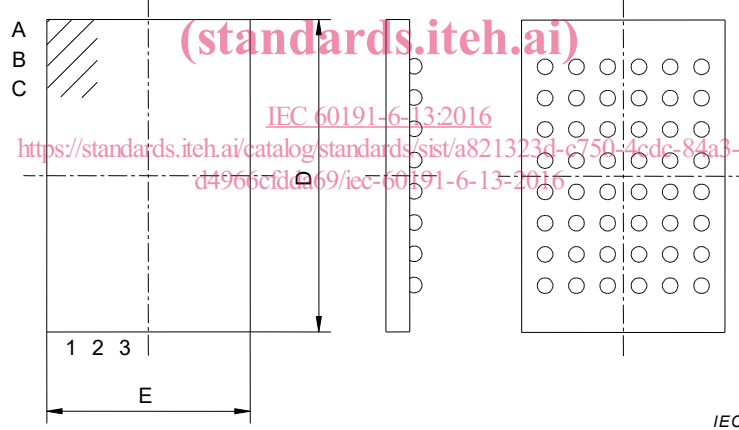 A
B
C
(standards.iteh.ai)
IEC 60191-6-13:2016
https://standards.iteh.ai/catalog/standards/sist/a821323d-c750-4cdc-84a3-
d4966cfdda69/iec-60191-6-13-2016
D
1 2 3
E
IEC